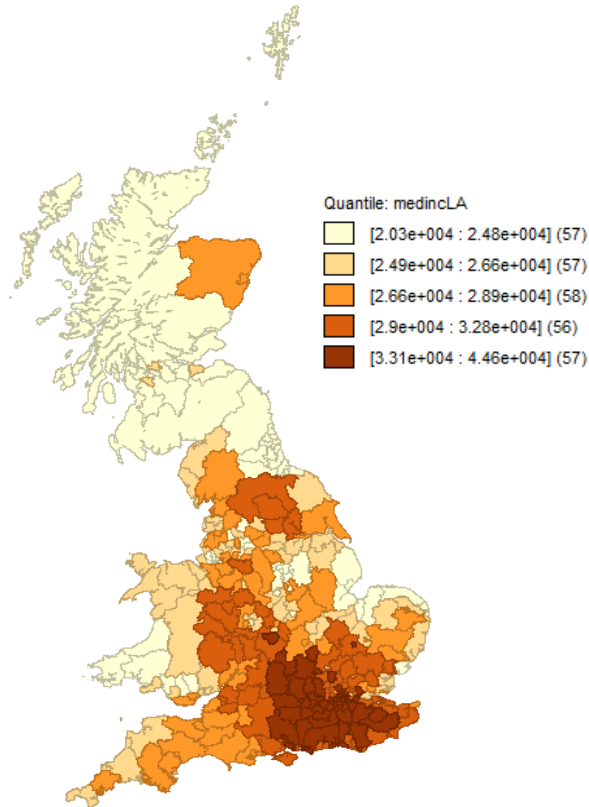 Quantile: medincLA
[2.03e+004 : 2.48e+004] (57)
[2.49e+004 : 2.66e+004] (57)
[2.66e+004 : 2.89e+004] (58)
[2.9e+004 : 3.28e+004] (56)
[3.31e+004 : 4.46e+004] (57)